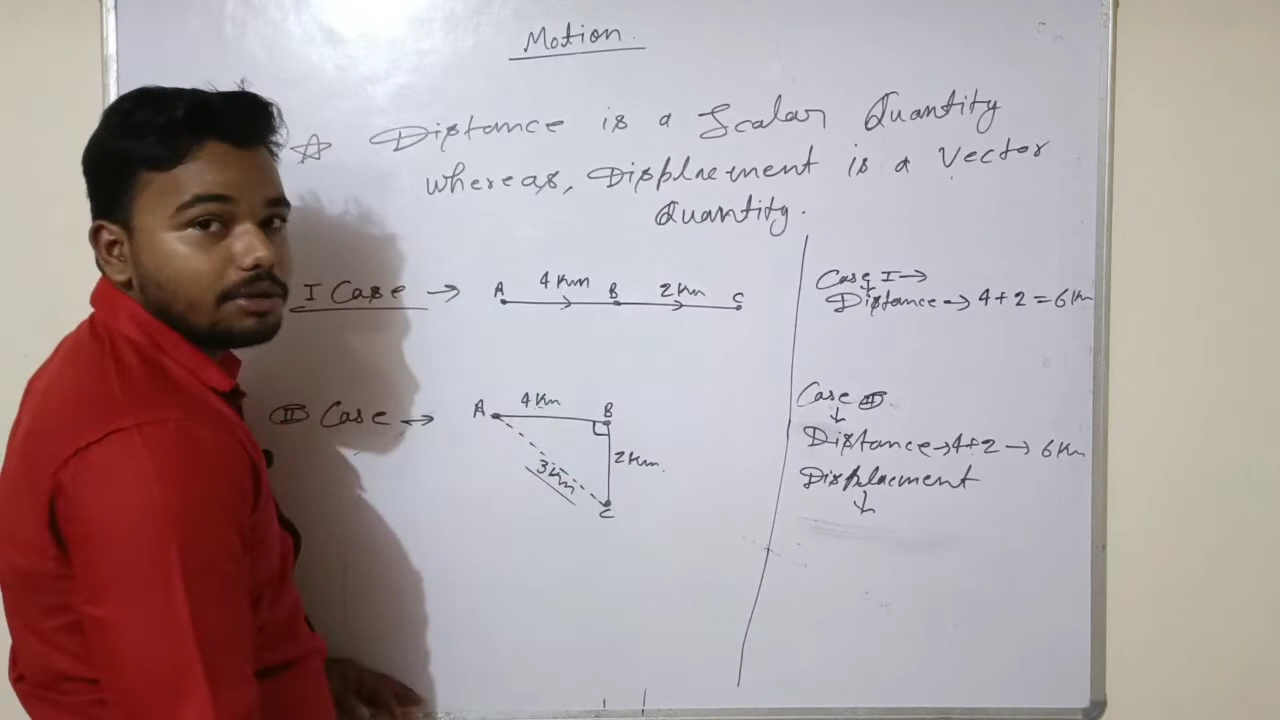 Motion.
☆ Distance is a Scalar Quantity
whereas, Displacement is a Vector
Quantity.
I Case → A 4 Km B 2 Km C
II Case → A 4 Km B
2 Km.
3 km
C
Case I →
Distance → 4 + 2 = 6 Km
Case II
Distance → 4 + 2 → 6 Km
Displacement